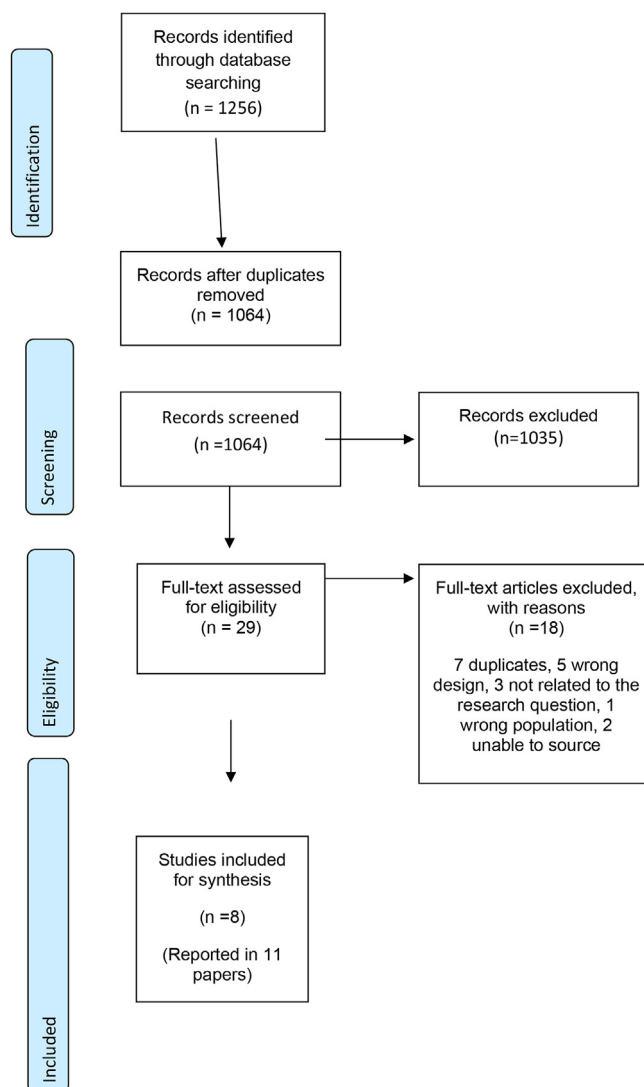 Records identified
through database
searching
(n = 1256)
Identification
Records after duplicates
removed
(n = 1064)
Records screened
(n =1064)
Records excluded
(n=1035)
Screening
Full-text assessed
for eligibility
(n = 29)
Full-text articles excluded,
with reasons
(n =18)
7 duplicates, 5 wrong
design, 3 not related to the
research question, 1
wrong population, 2
unable to source
Eligibility
Studies included
for synthesis
(n =8)
(Reported in 11
papers)
Included